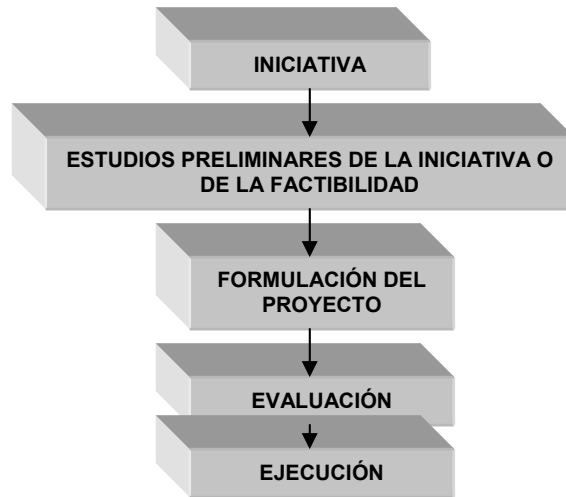 INICIATIVA
ESTUDIOS PRELIMINARES DE LA INICIATIVA O
DE LA FACTIBILIDAD
FORMULACIÓN DEL
PROYECTO
EVALUACIÓN
EJECUCIÓN